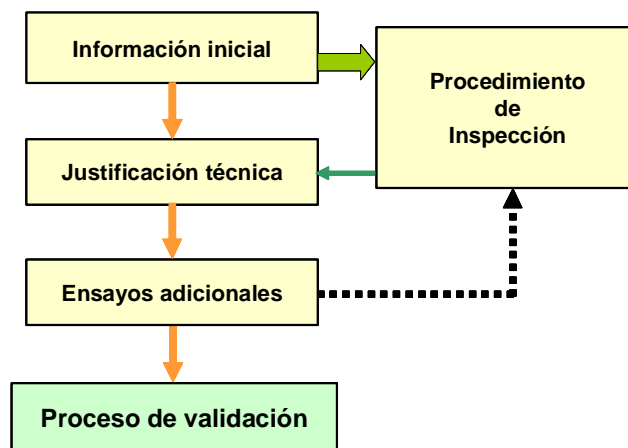 Información inicial
Procedimiento
de
Inspección
Justificación técnica
Ensayos adicionales
Proceso de validación